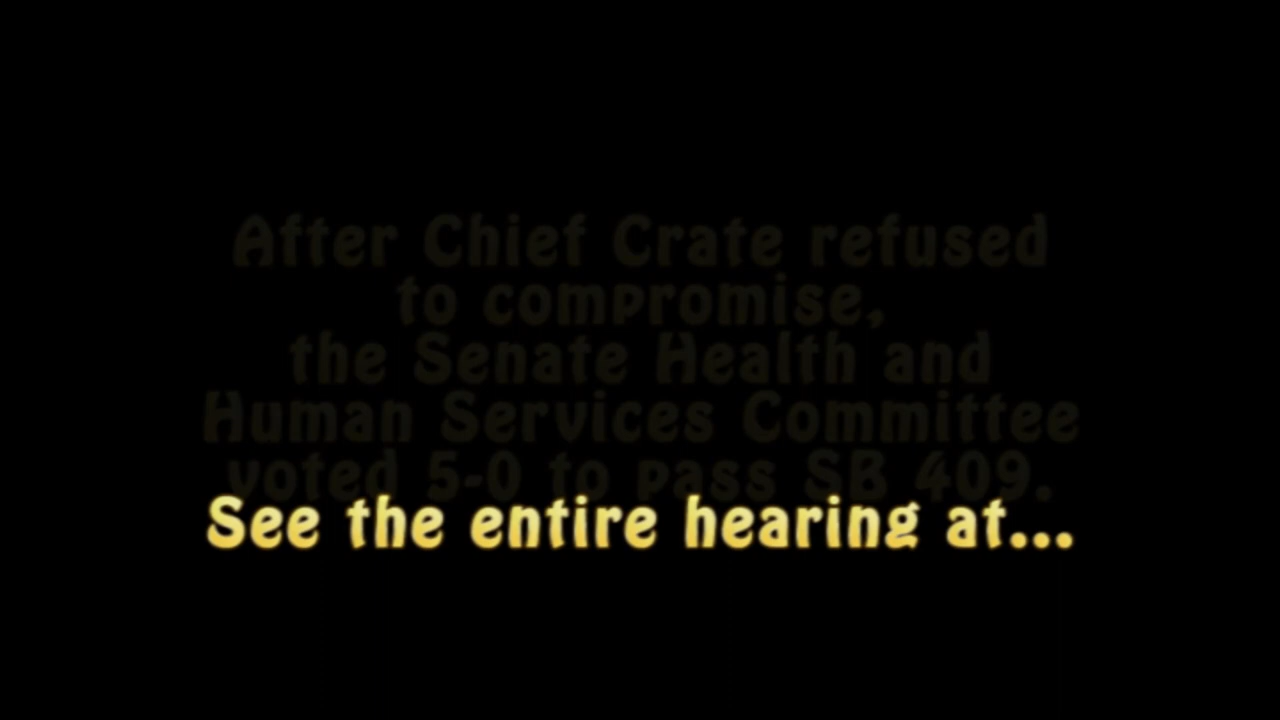 After Chief Crate refused
to compromise,
the Senate Health and
Human Services Committee
voted 5-0 to pass SB 409.
See the entire hearing at...